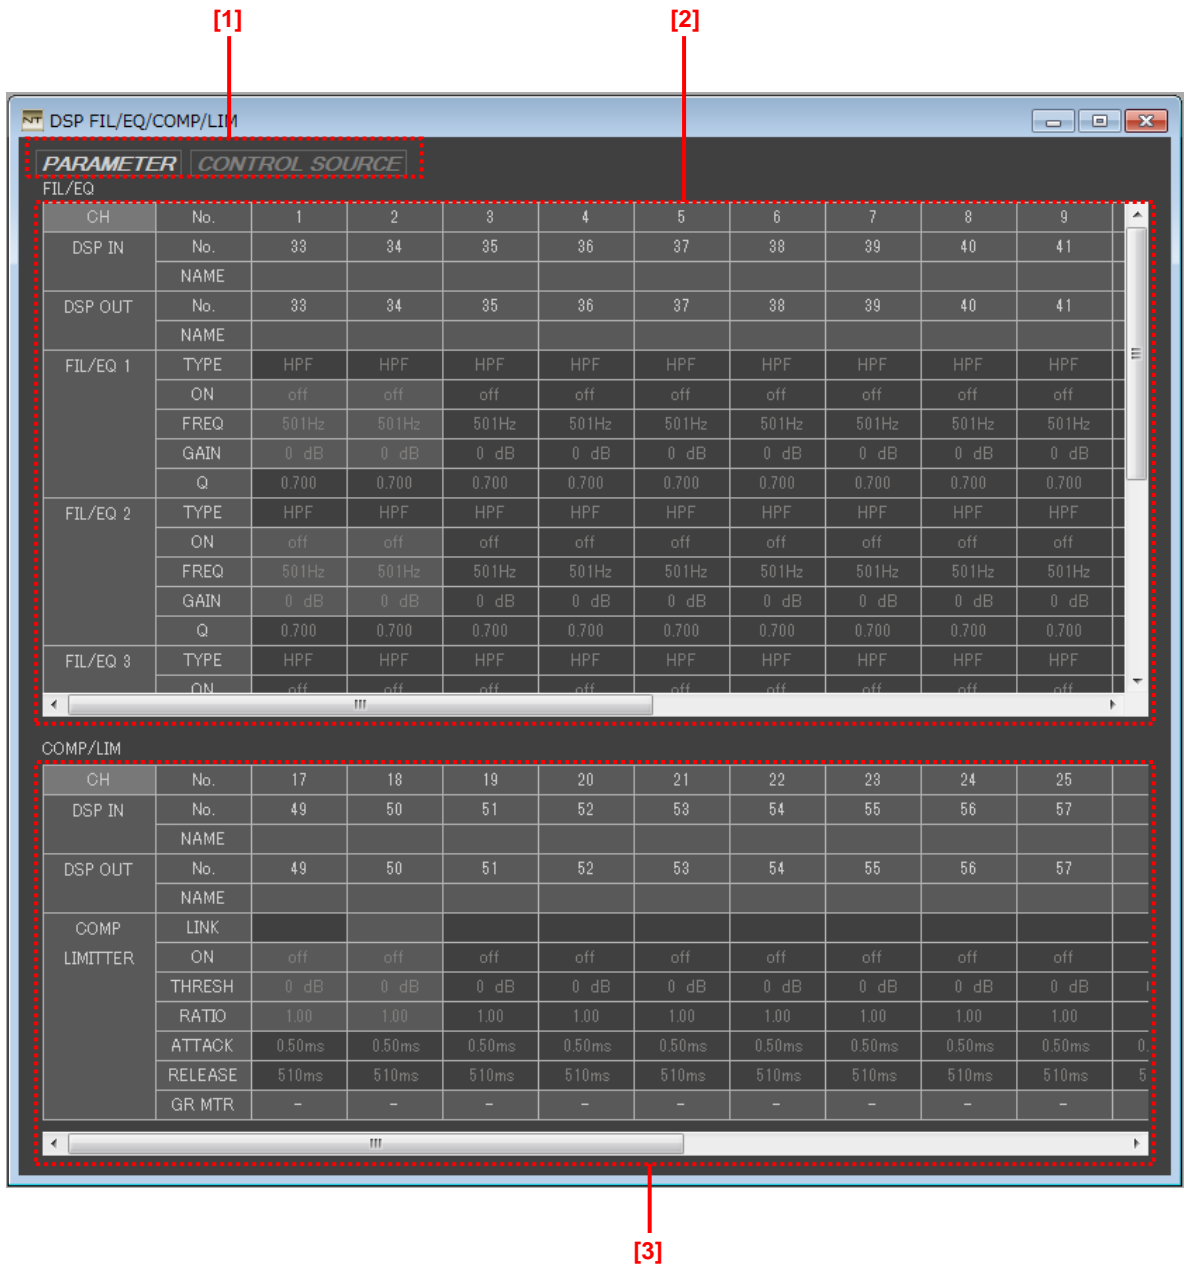 [1] [2]
DSP FIL/EQ/COMP/LIM
PARAMETER CONTROL SOURCE
FIL/EQ
CH No. 1 2 3 4 5 6 7 8 9
DSP IN No. 33 34 35 36 37 38 39 40 41
NAME
DSP OUT No. 33 34 35 36 37 38 39 40 41
NAME
FIL/EQ 1 TYPE HPF HPF HPF HPF HPF HPF HPF HPF HPF
ON off off off off off off off off off
FREQ 501Hz 501Hz 501Hz 501Hz 501Hz 501Hz 501Hz 501Hz 501Hz
GAIN 0 dB 0 dB 0 dB 0 dB 0 dB 0 dB 0 dB 0 dB 0 dB
Q 0.700 0.700 0.700 0.700 0.700 0.700 0.700 0.700 0.700
FIL/EQ 2 TYPE HPF HPF HPF HPF HPF HPF HPF HPF HPF
ON off off off off off off off off off
FREQ 501Hz 501Hz 501Hz 501Hz 501Hz 501Hz 501Hz 501Hz 501Hz
GAIN 0 dB 0 dB 0 dB 0 dB 0 dB 0 dB 0 dB 0 dB 0 dB
Q 0.700 0.700 0.700 0.700 0.700 0.700 0.700 0.700 0.700
FIL/EQ 3 TYPE HPF HPF HPF HPF HPF HPF HPF HPF HPF
ON off off off off off off off off off
COMP/LIM
CH No. 17 18 19 20 21 22 23 24 25
DSP IN No. 49 50 51 52 53 54 55 56 57
NAME
DSP OUT No. 49 50 51 52 53 54 55 56 57
NAME
COMP LINK
LIMITTER ON off off off off off off off off off
THRESH 0 dB 0 dB 0 dB 0 dB 0 dB 0 dB 0 dB 0 dB 0 dB
RATIO 1.00 1.00 1.00 1.00 1.00 1.00 1.00 1.00 1.00
ATTACK 0.50ms 0.50ms 0.50ms 0.50ms 0.50ms 0.50ms 0.50ms 0.50ms 0.50ms 0.
RELEASE 510ms 510ms 510ms 510ms 510ms 510ms 510ms 510ms 510ms 5
GR MTR – – – – – – – – –
[3]